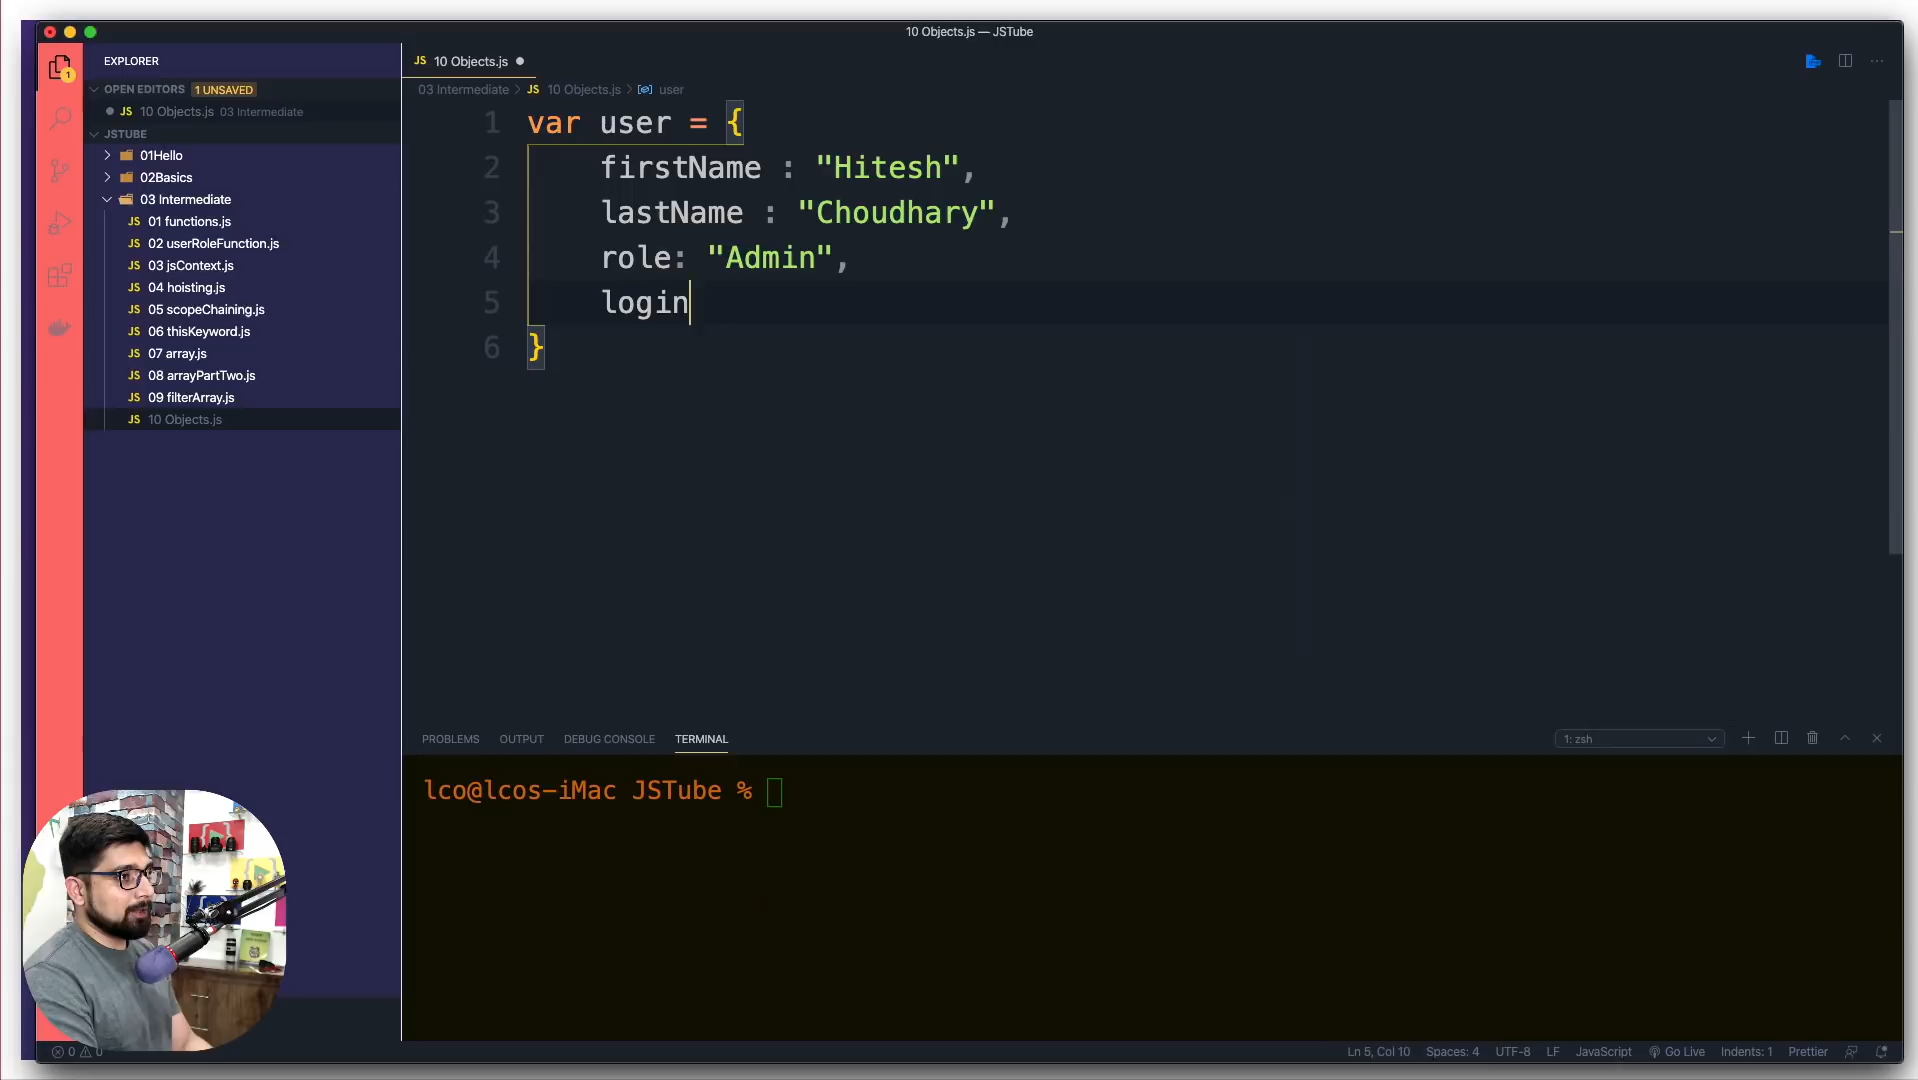 10 Objects.js — JSTube
EXPLORER
OPEN EDITORS 1 UNSAVED
JS 10 Objects.js 03 Intermediate
JSTUBE
01Hello
02Basics
03 Intermediate
JS 01 functions.js
JS 02 userRoleFunction.js
JS 03 jsContext.js
JS 04 hoisting.js
JS 05 scopeChaining.js
JS 06 thisKeyword.js
JS 07 array.js
JS 08 arrayPartTwo.js
JS 09 filterArray.js
JS 10 Objects.js
1
JS 10 Objects.js
03 Intermediate > JS 10 Objects.js > user
1 var user = {
2 firstName : "Hitesh",
3 lastName : "Choudhary",
4 role: "Admin",
5 login
6 }
PROBLEMS OUTPUT DEBUG CONSOLE TERMINAL 1: zsh
lco@lcos-iMac JSTube %
0 0 Ln 5, Col 10 Spaces: 4 UTF-8 LF JavaScript Go Live Indents: 1 Prettier